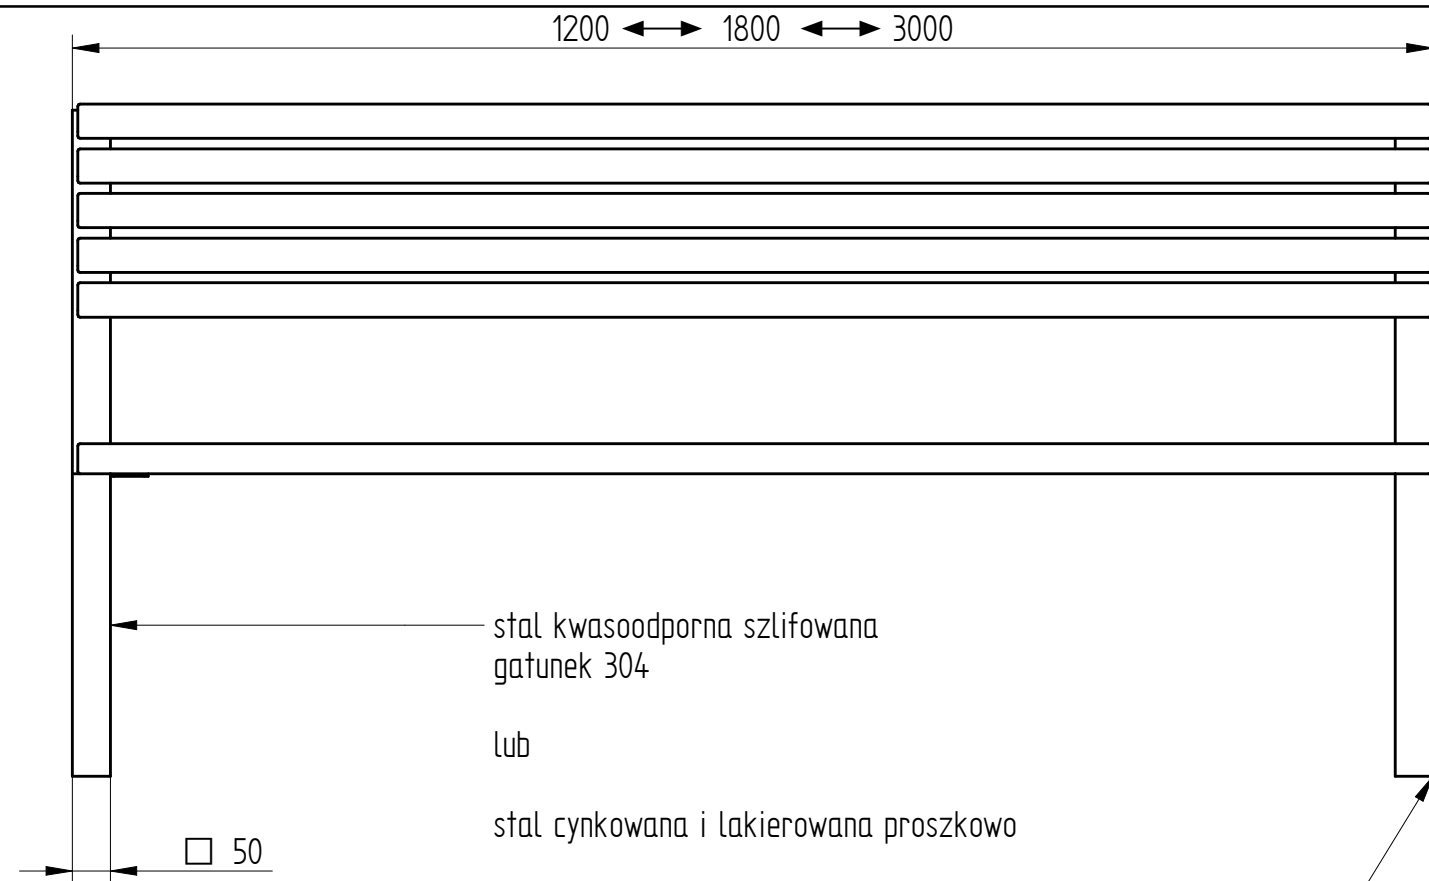 1200 ◄─► 1800 ◄─► 3000
stal kwasoodporna szlifowana
gatunek 304
lub
stal cynkowana i lakierowana proszkowo
□ 50